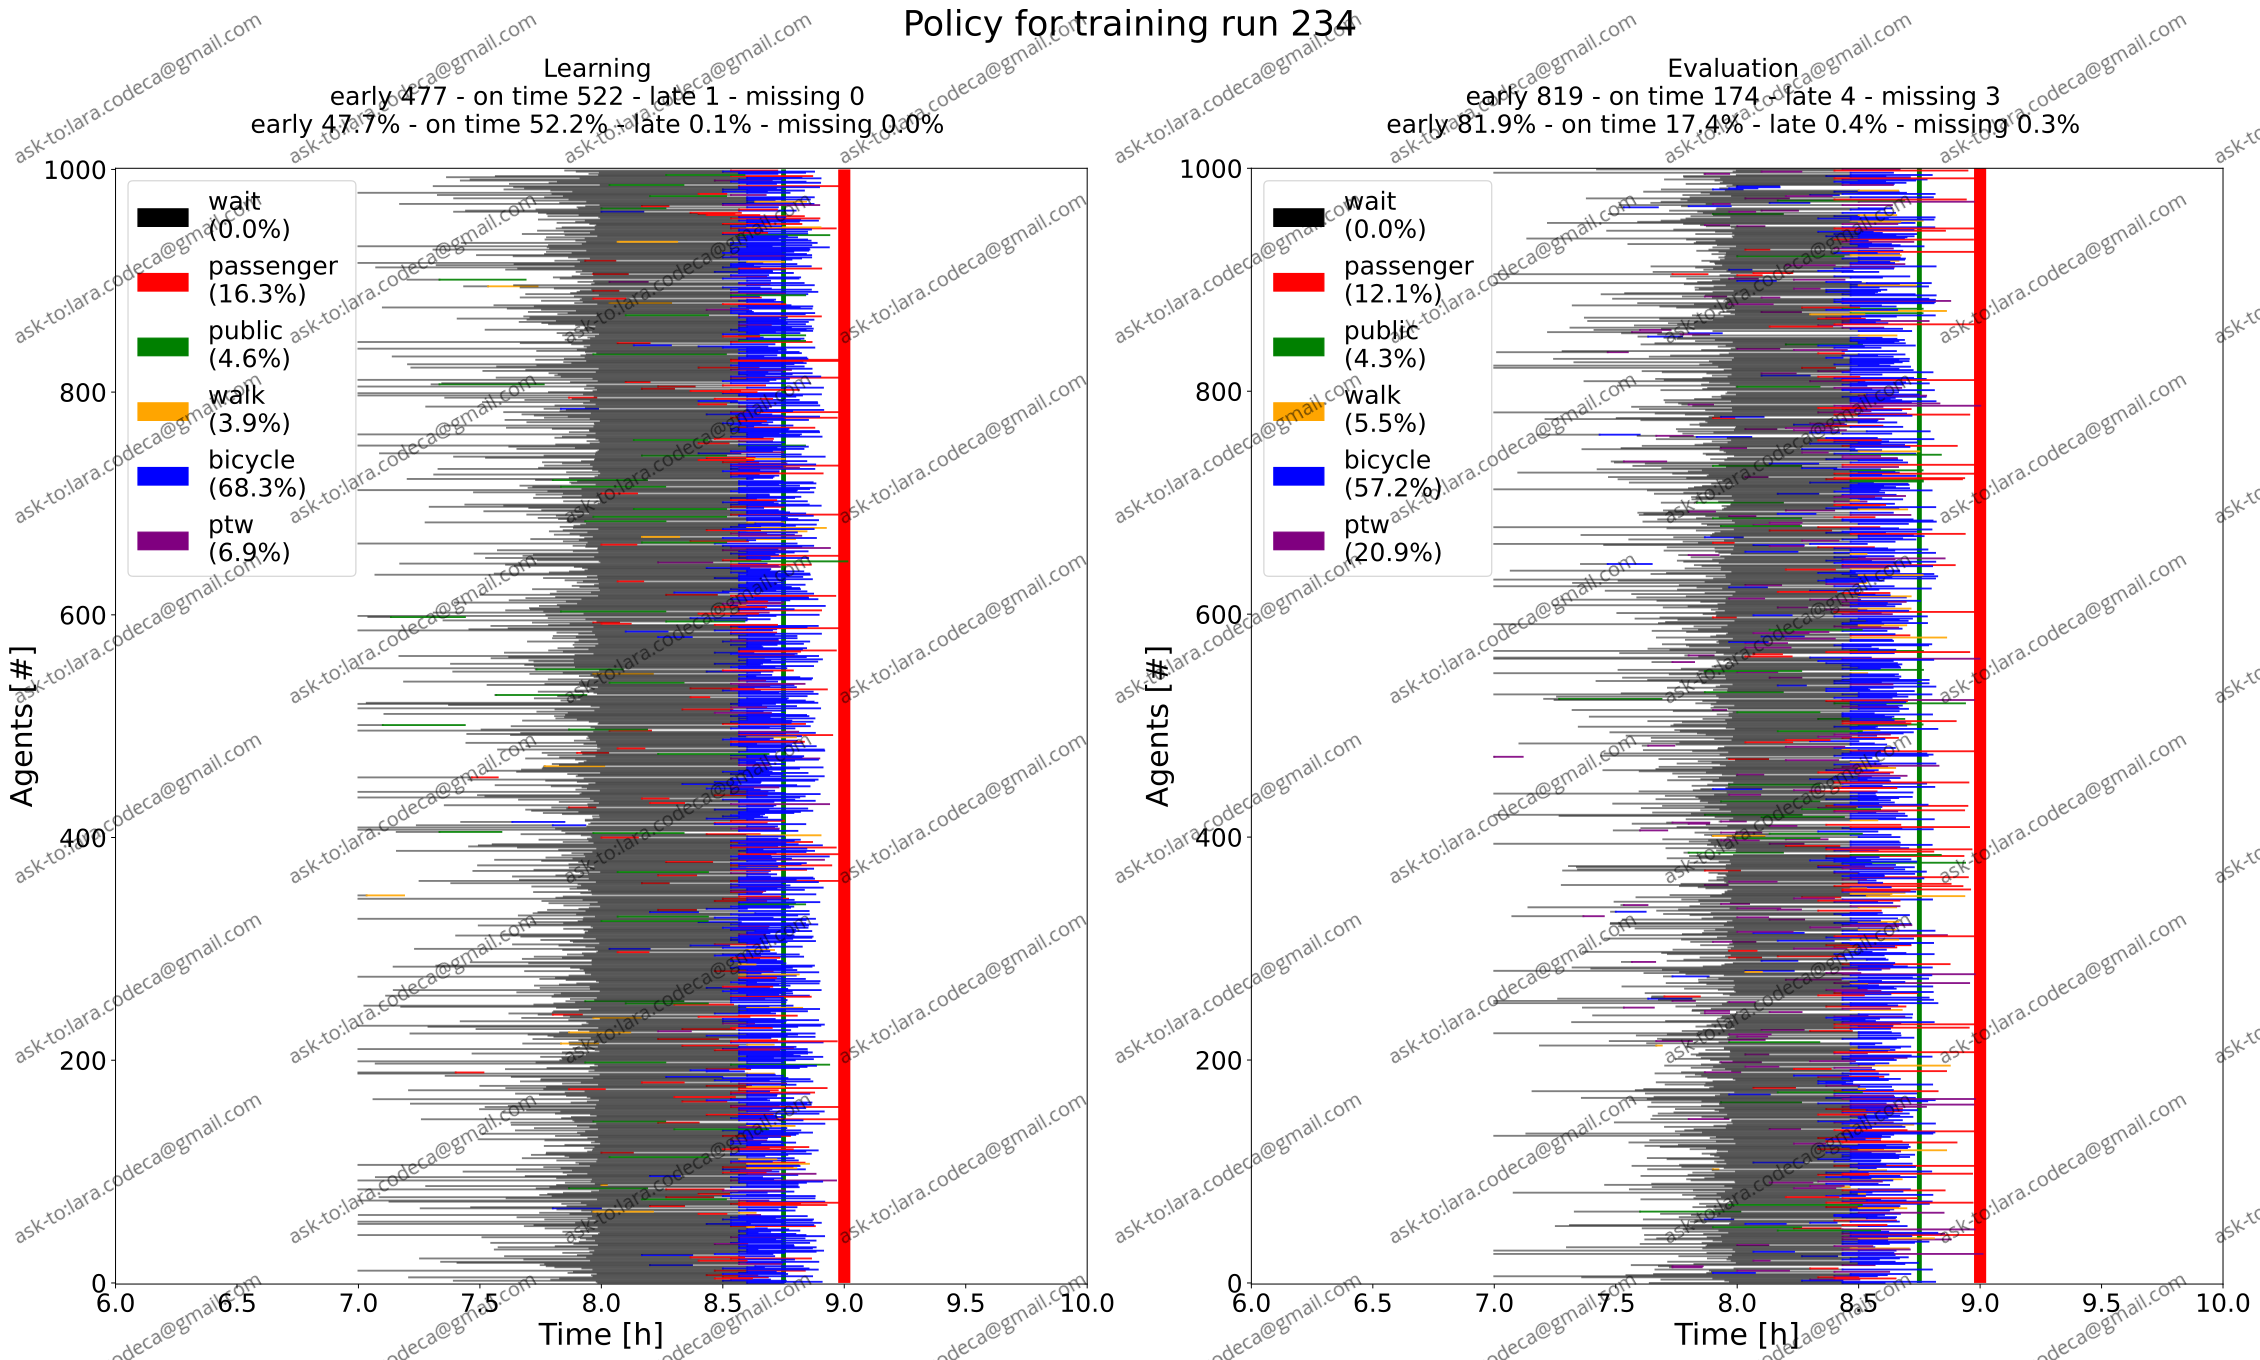 Policy for training run 234
Learning
early 477 - on time 522 - late 1 - missing 0
early 47.7% - on time 52.2% - late 0.1% - missing 0.0%
1000
800
600
400
200
0
Agents [#]
wait
(0.0%)
passenger
(16.3%)
public
(4.6%)
walk
(3.9%)
bicycle
(68.3%)
ptw
(6.9%)
6.0 6.5 7.0 7.5 8.0 8.5 9.0 9.5 10.0
Time [h]
Evaluation
early 819 - on time 174 - late 4 - missing 3
early 81.9% - on time 17.4% - late 0.4% - missing 0.3%
1000
800
600
400
200
0
Agents [#]
wait
(0.0%)
passenger
(12.1%)
public
(4.3%)
walk
(5.5%)
bicycle
(57.2%)
ptw
(20.9%)
6.0 6.5 7.0 7.5 8.0 8.5 9.0 9.5 10.0
Time [h]
ask-to:lara.codeca@gmail.com